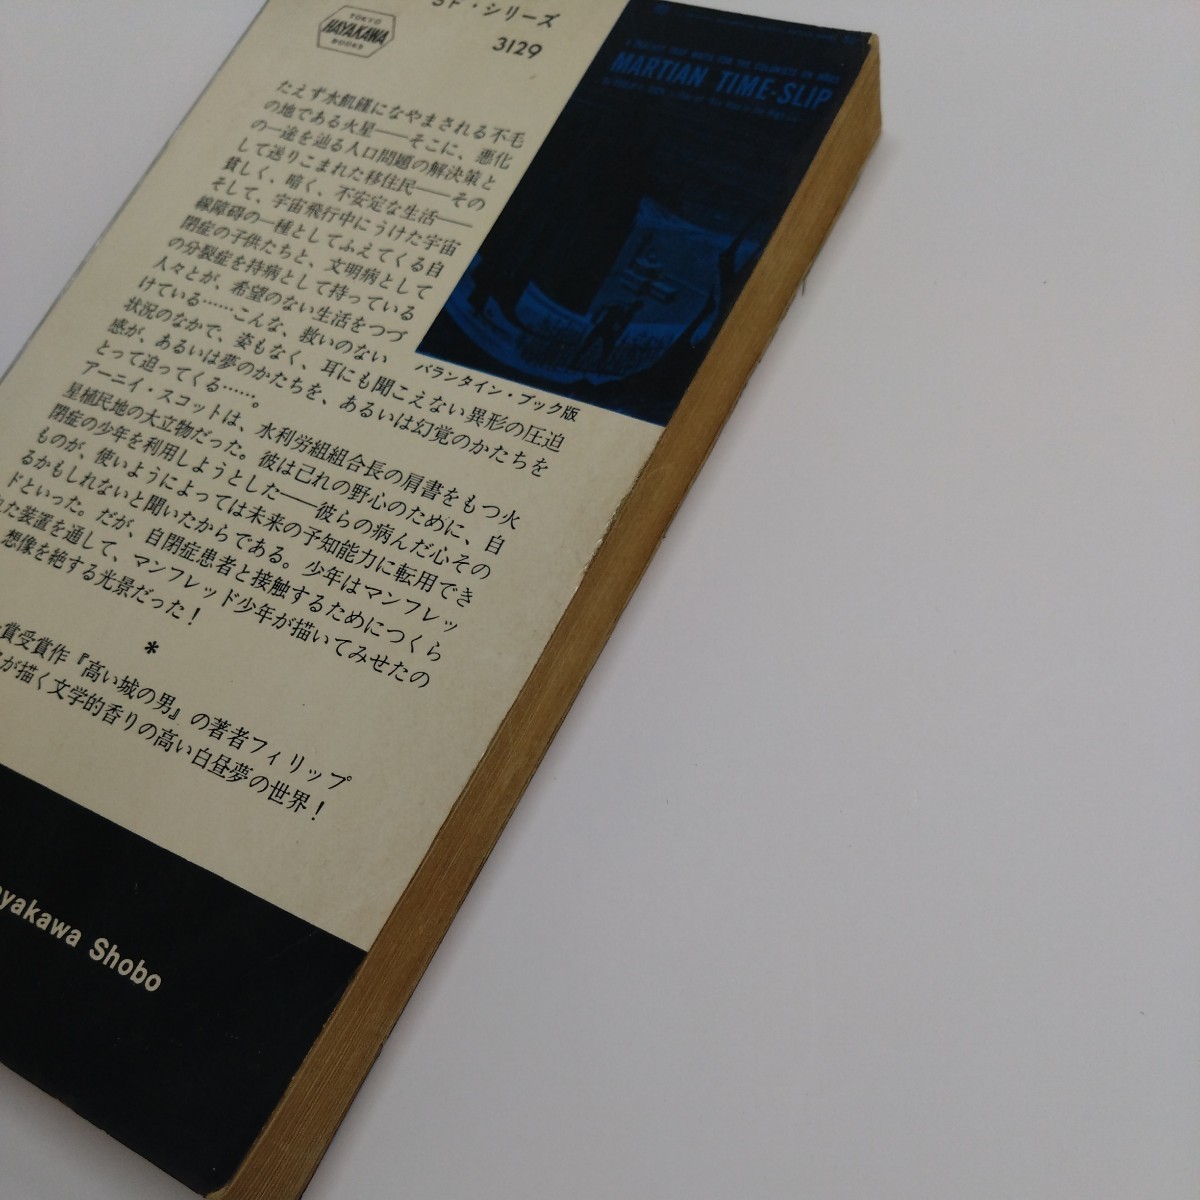 TOKYO
HAYAKAWA
BOOKS
SF・シリーズ
3129
MARTIAN TIME-SLIP
たえず水飢饉になやまされる不毛
の地である火星――そこに、悪化
の一途を辿る人口問題の解決策と
して送りこまれた移住民――その
貧しく、暗く、不安定な生活――
そして、宇宙飛行中にうけた宇宙
線障碍の一種としてふえてくる自
閉症の子供たちと、文明病として
の分裂症を持病として持っている
人々とが、希望のない生活をつづ
けている……こんな、救いのない
状況のなかで、姿もなく、耳にも聞こえない異形の圧迫
感が、あるいは夢のかたちを、あるいは幻覚のかたちを
とって迫ってくる……。
バランタイン・ブック版
アーニィ・スコットは、水利労組組合長の肩書をもつ火
星植民地の大立物だった。彼は己れの野心のために、自
閉症の少年を利用しようとした――彼らの病んだ心その
ものが、使いようによっては未来の予知能力に転用でき
るかもしれないと聞いたからである。少年はマンフレッ
ドといった。だが、自閉症患者と接触するためにつくら
れた装置を通して、マンフレッド少年が描いてみせたの
想像を絶する光景だった！
*
賞受賞作『高い城の男』の著者フィリップ
が描く文学的香りの高い白昼夢の世界！
ayakawa Shobo